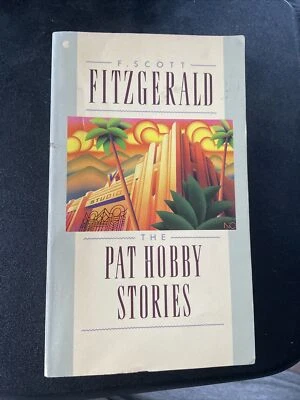 F. SCOTT
FITZGERALD
STUDIO
THE
PAT HOBBY
STORIES